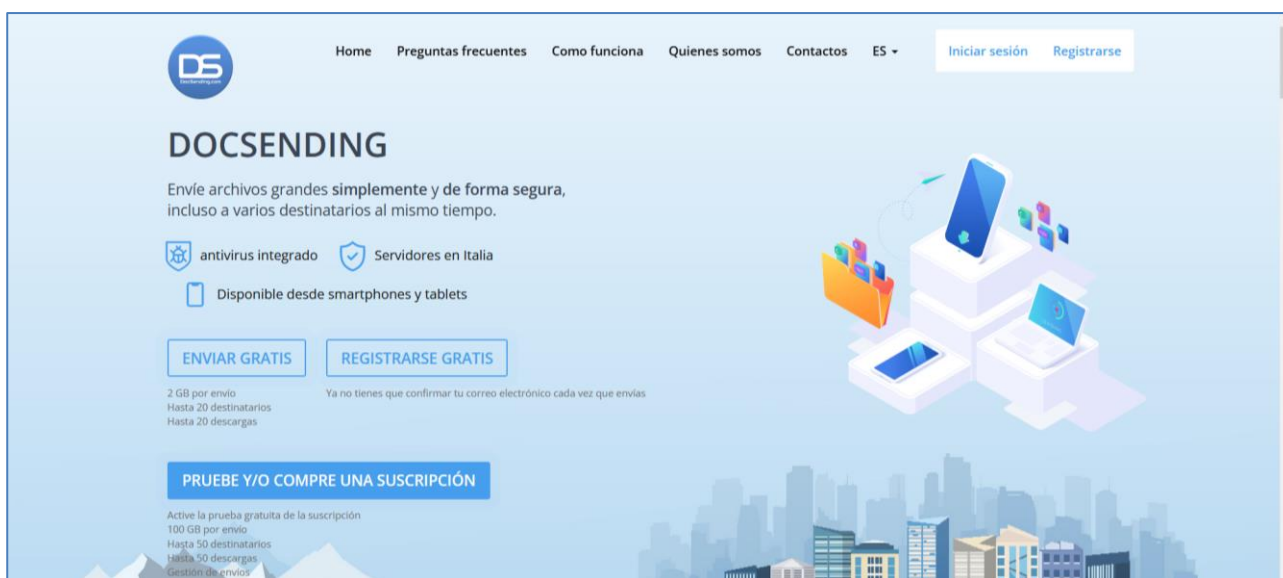 Home Preguntas frecuentes Como funciona Quienes somos Contactos ES Iniciar sesión Registrarse
DS
DocSending.com
DOCSENDING
Envíe archivos grandes simplemente y de forma segura,
incluso a varios destinatarios al mismo tiempo.
antivirus integrado Servidores en Italia
Disponible desde smartphones y tablets
ENVIAR GRATIS REGISTRARSE GRATIS
2 GB por envío Ya no tienes que confirmar tu correo electrónico cada vez que envías
Hasta 20 destinatarios
Hasta 20 descargas
PRUEBE Y/O COMPRE UNA SUSCRIPCIÓN
Active la prueba gratuita de la suscripción
100 GB por envío
Hasta 50 destinatarios
Hasta 50 descargas
Gestión de envíos